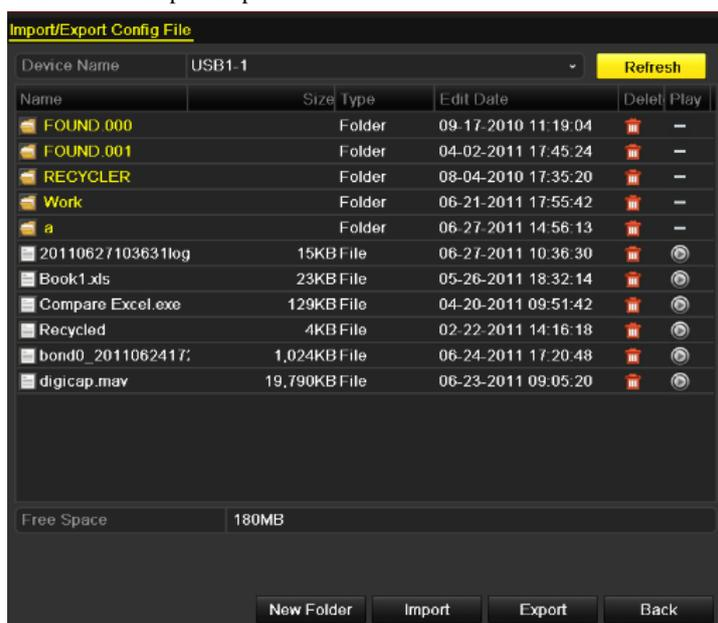 Import/Export Config File
Device Name USB1-1 Refresh
Name Size Type Edit Date Delet Play
FOUND.000 Folder 09-17-2010 11:19:04 –
FOUND.001 Folder 04-02-2011 17:45:24 –
RECYCLER Folder 08-04-2010 17:35:20 –
Work Folder 06-21-2011 17:55:42 –
a Folder 06-27-2011 14:56:13 –
20110627103631log 15KB File 06-27-2011 10:36:30
Book1.xls 23KB File 05-26-2011 18:32:14
Compare Excel.exe 129KB File 04-20-2011 09:51:42
Recycled 4KB File 02-22-2011 14:16:18
bond0_2011062417: 1,024KB File 06-24-2011 17:20:48
digicap.mav 19,790KB File 06-23-2011 09:05:20
Free Space 180MB
New Folder Import Export Back